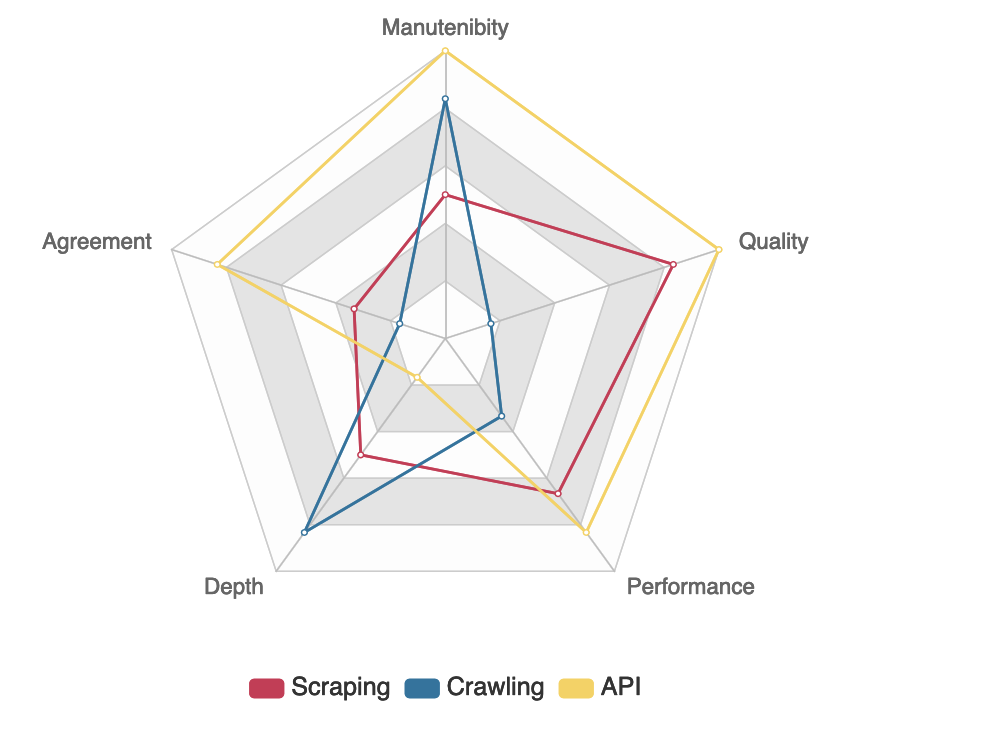 Manutenibity
Agreement
Quality
Depth
Performance
Scraping Crawling API